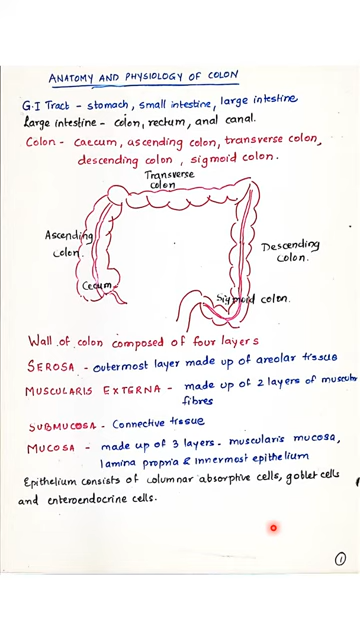 ANATOMY AND PHYSIOLOGY OF COLON
G.I Tract - stomach, small intestine, large intestine
Large intestine - colon, rectum, anal canal.
Colon - Caecum, ascending colon, transverse colon,
descending colon, sigmoid colon.
Transverse
colon
Ascending
colon.
Descending
Colon.
Cecum
Sigmoid colon.
Wall of colon composed of four layers
SEROSA - outermost layer made up of areolar tissue
MUSCULARIS EXTERNA - made up of 2 layers of muscular
fibres
SUBMUCOSA - Connective tissue
MUCOSA - made up of 3 layers - muscularis mucosa,
lamina propria & innermost epithelium
Epithelium consists of columnar absorptive cells, goblet cells
and enteroendocrine cells.
1